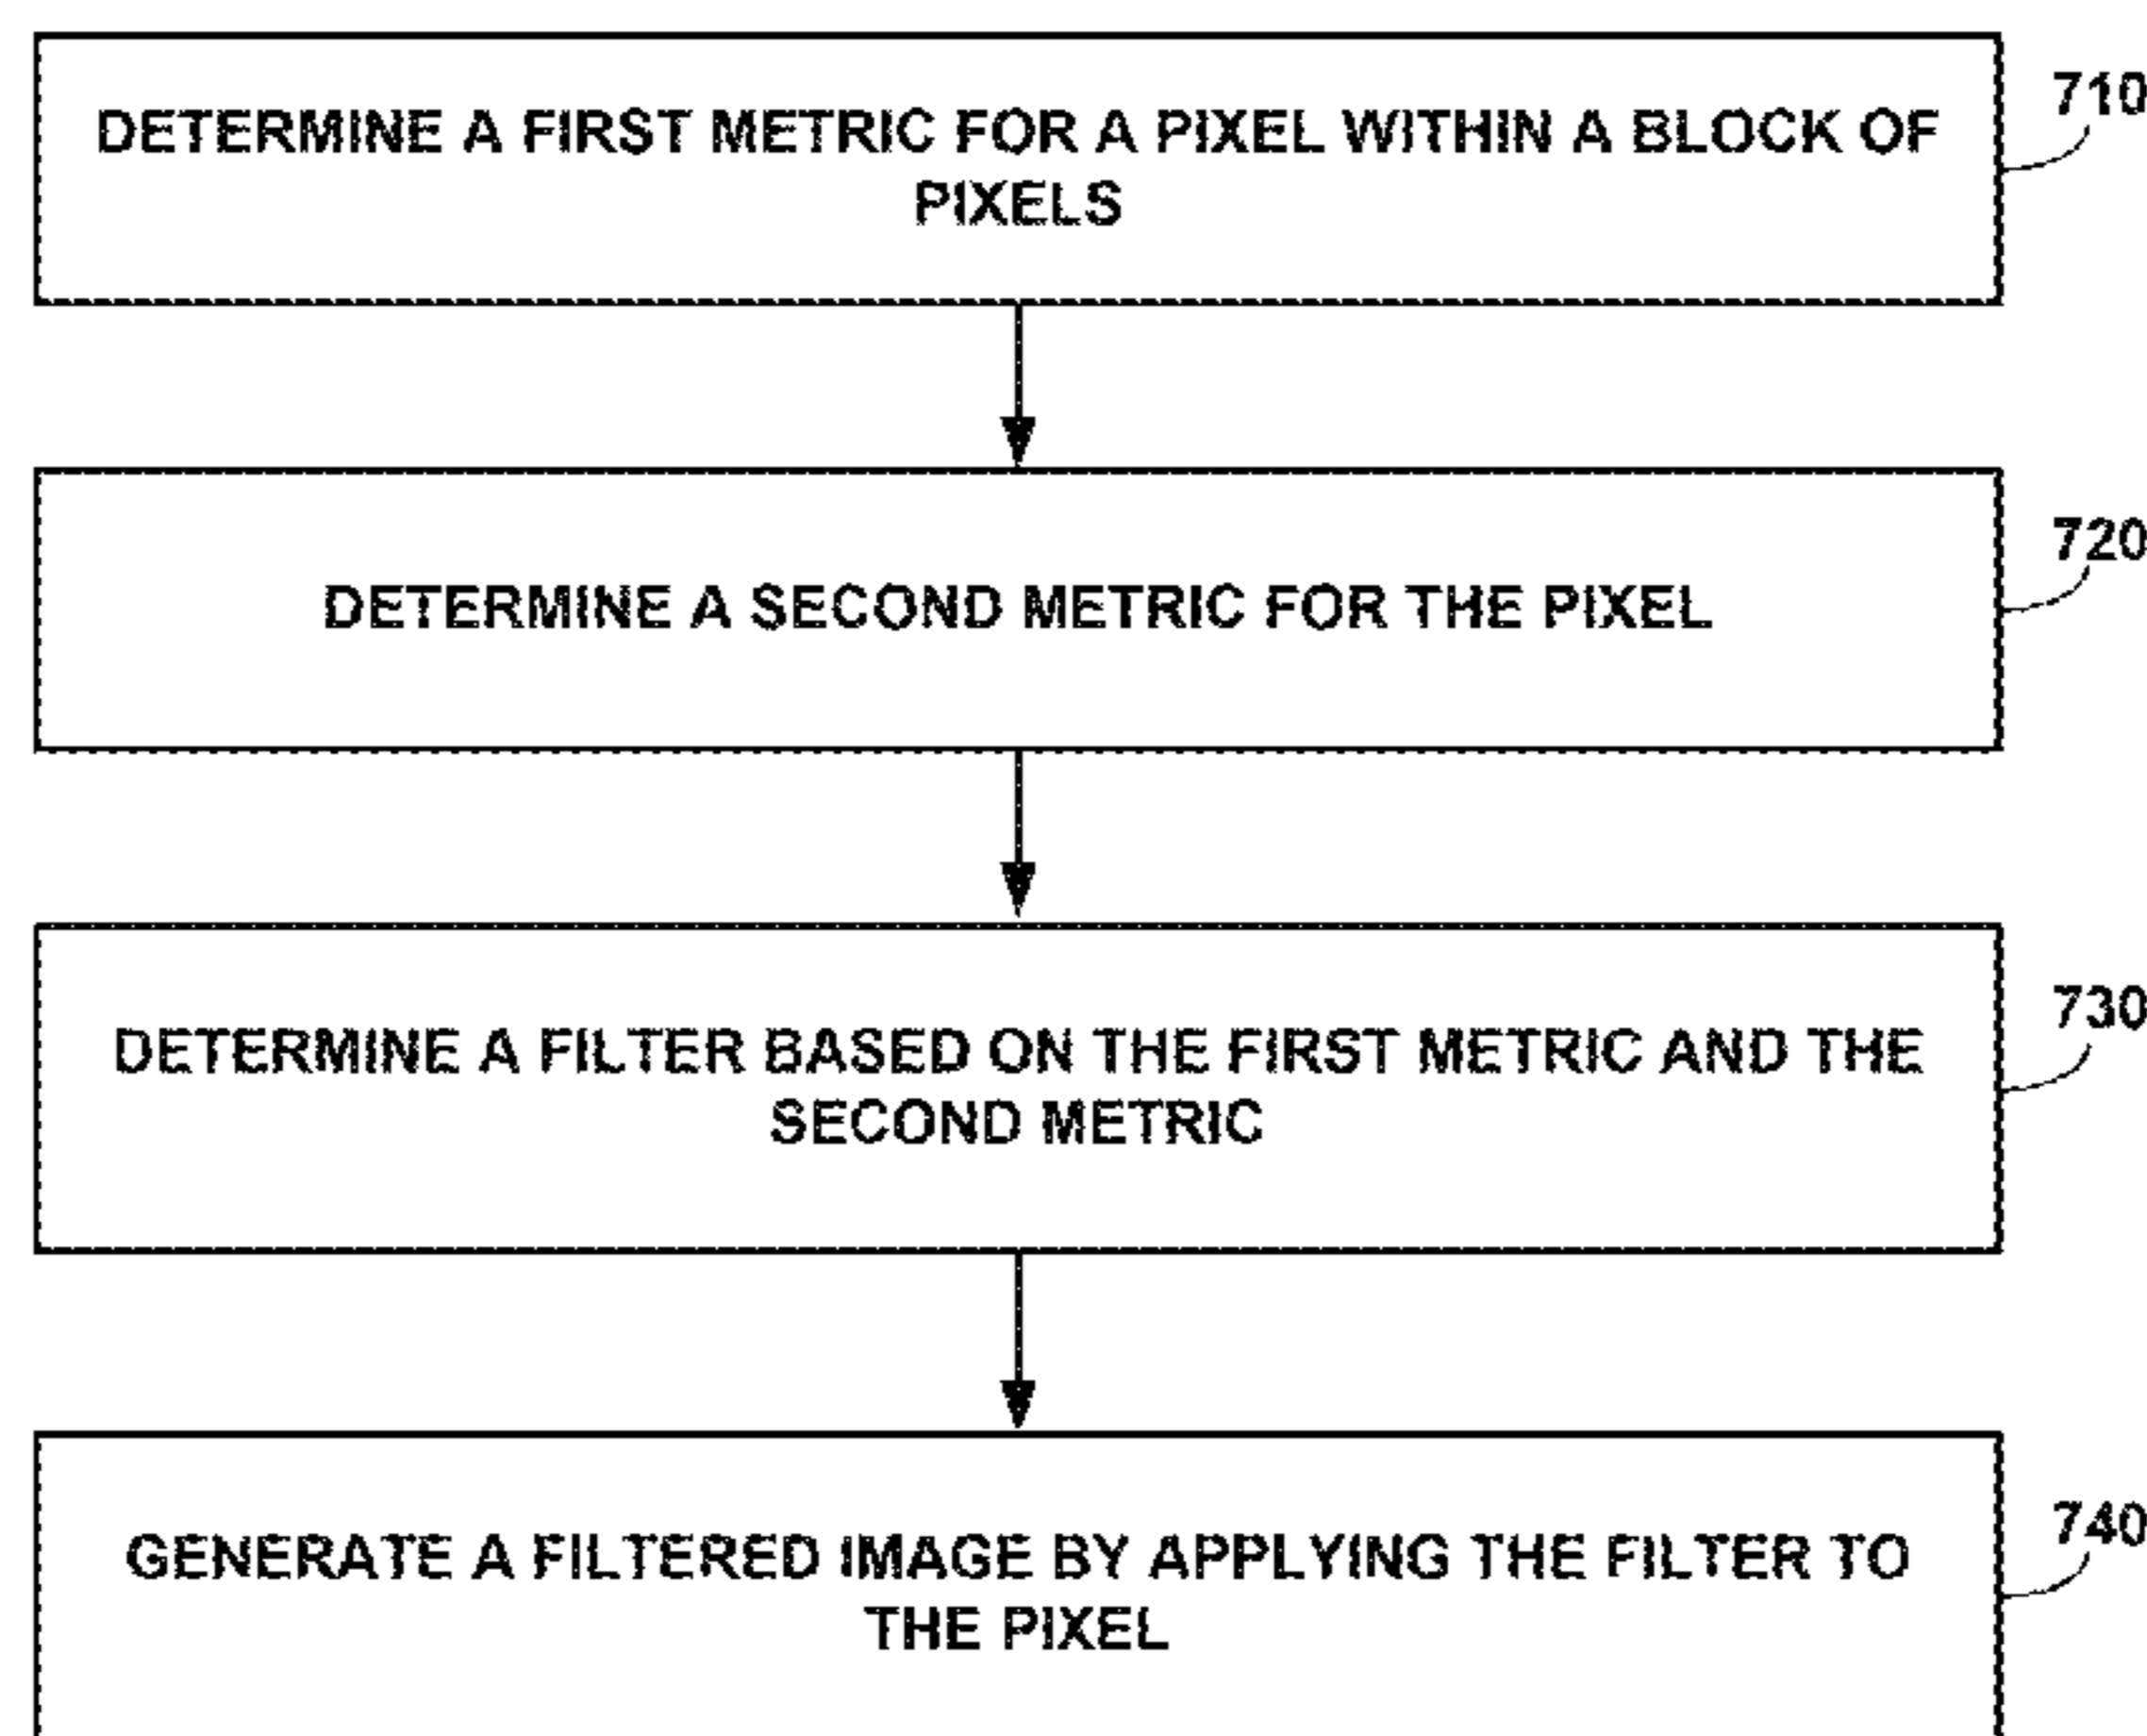 710
DETERMINE A FIRST METRIC FOR A PIXEL WITHIN A BLOCK OF
PIXELS
720
DETERMINE A SECOND METRIC FOR THE PIXEL
730
DETERMINE A FILTER BASED ON THE FIRST METRIC AND THE
SECOND METRIC
740
GENERATE A FILTERED IMAGE BY APPLYING THE FILTER TO
THE PIXEL